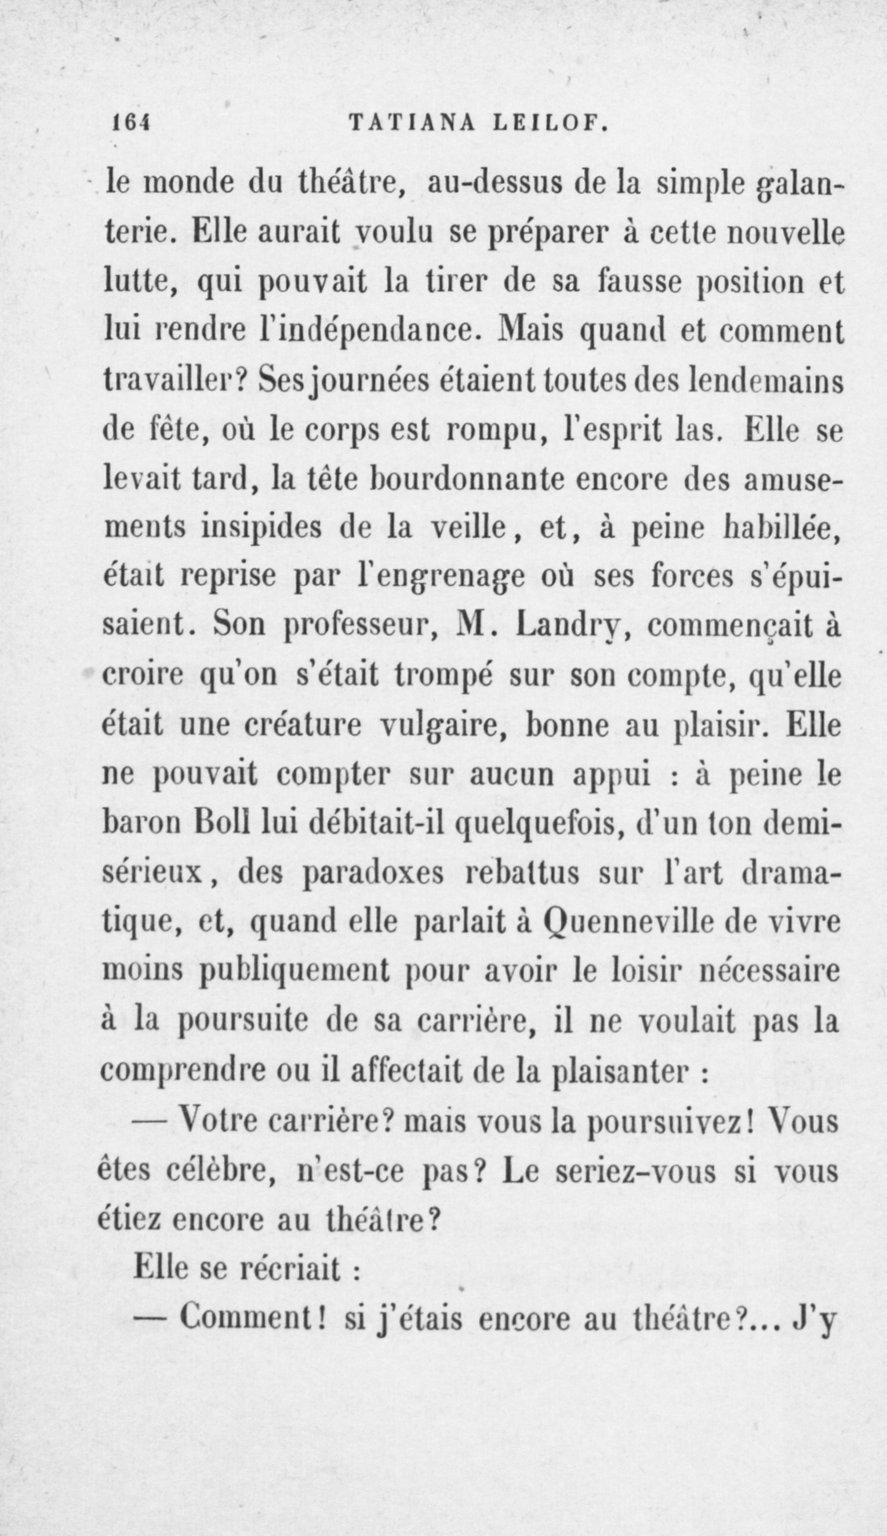 164 TATIANA LEILOF.
le monde du théâtre, au-dessus de la simple galan-
terie. Elle aurait voulu se préparer à cette nouvelle
lutte, qui pouvait la tirer de sa fausse position et
lui rendre l'indépendance. Mais quand et comment
travailler? Ses journées étaient toutes des lendemains
de fête, où le corps est rompu, l'esprit las. Elle se
levait tard, la tête bourdonnante encore des amuse-
ments insipides de la veille, et, à peine habillée,
était reprise par l'engrenage où ses forces s'épui-
saient. Son professeur, M. Landry, commençait à
croire qu'on s'était trompé sur son compte, qu'elle
était une créature vulgaire, bonne au plaisir. Elle
ne pouvait compter sur aucun appui : à peine le
baron Boll lui débitait-il quelquefois, d'un ton demi-
sérieux, des paradoxes rebattus sur l'art drama-
tique, et, quand elle parlait à Quenneville de vivre
moins publiquement pour avoir le loisir nécessaire
à la poursuite de sa carrière, il ne voulait pas la
comprendre ou il affectait de la plaisanter :
— Votre carrière? mais vous la poursuivez! Vous
êtes célèbre, n'est-ce pas? Le seriez-vous si vous
étiez encore au théâtre?
Elle se récriait :
— Comment! si j'étais encore au théâtre?... J'y